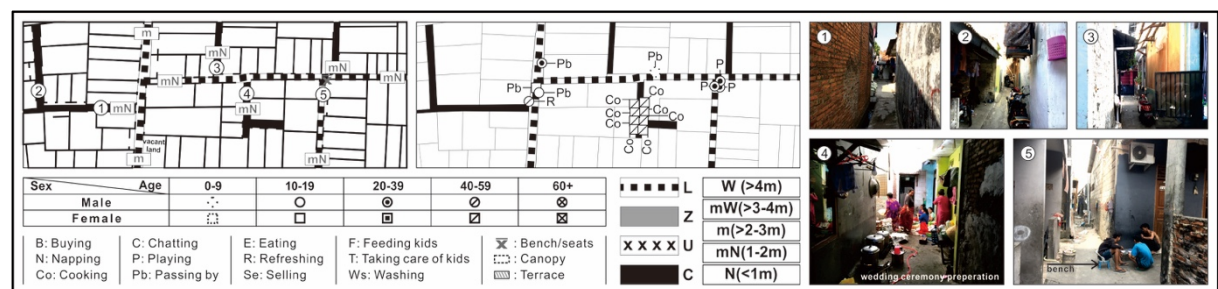 m
mN
3
mN
mN
mN
2
1
mN
4
mN
5
vacant
land
m
mN
Pb
Pb
P
Pb
Pb
R
P
P
Co
Co
Co
Co
Co
Co
Co
Co
1
2
3
4
wedding ceremony preperation
5
bench
Sex
Age
0-9
10-19
20-39
40-59
60+
Male
Female
B: Buying
C: Chatting
E: Eating
F: Feeding kids
: Bench/seats
N: Napping
P: Playing
R: Refreshing
T: Taking care of kids
: Canopy
Co: Cooking
Pb: Passing by
Se: Selling
Ws: Washing
: Terrace
L
Z
U
C
W (>4m)
mW(>3-4m)
m(>2-3m)
mN(1-2m)
N(<1m)